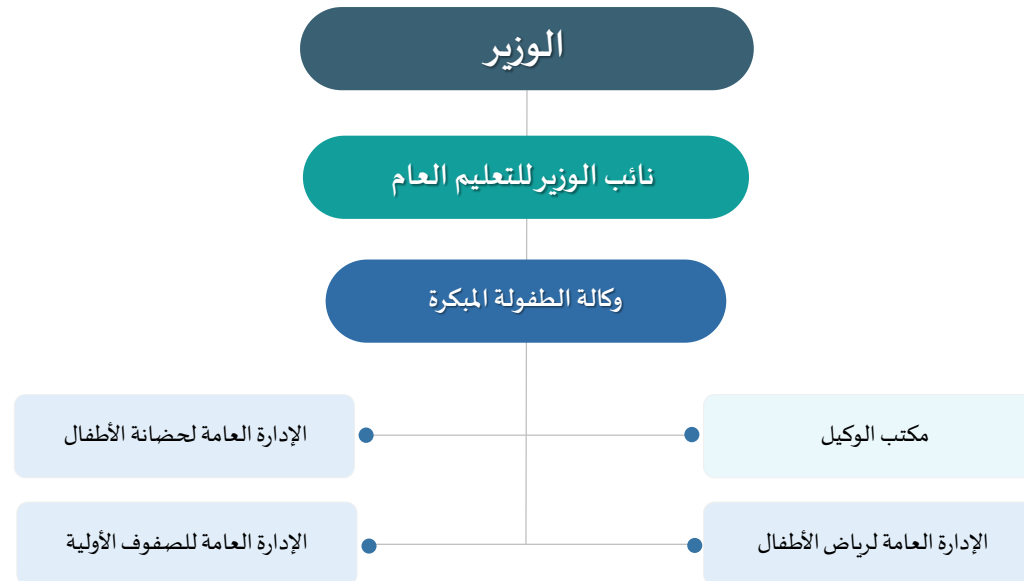 الوزير
نائب الوزير للتعليم العام
وكالة الطفولة المبكرة
مكتب الوكيل
الإدارة العامة لحضانة الأطفال
الإدارة العامة لرياض الأطفال
الإدارة العامة للصفوف الأولية